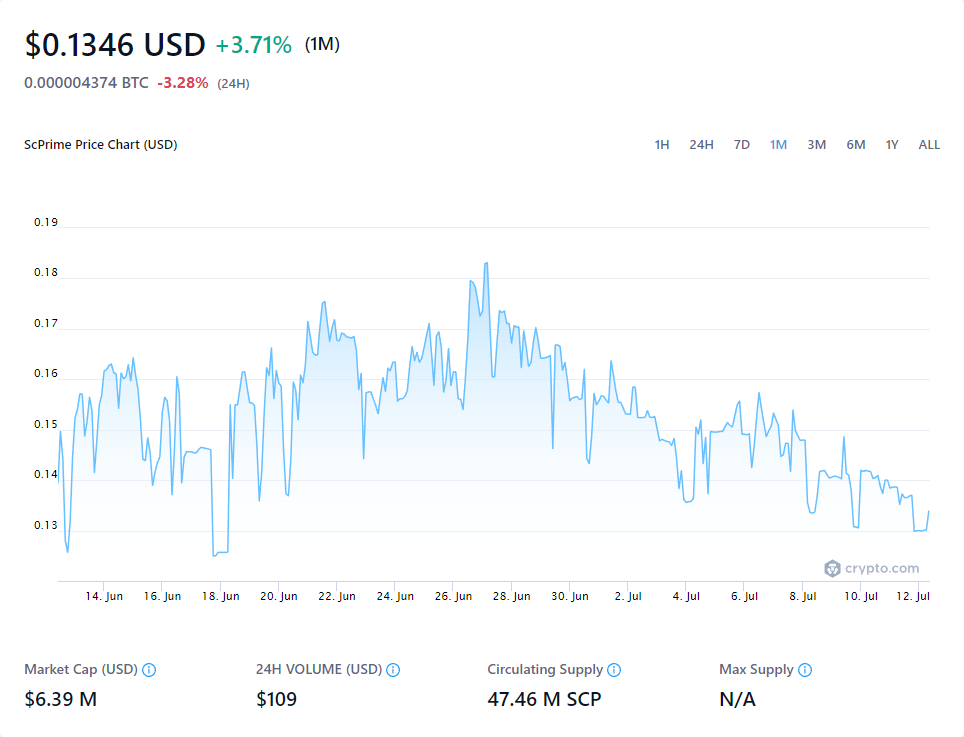 $0.1346 USD +3.71% (1M)
0.000004374 BTC -3.28% (24H)
ScPrime Price Chart (USD) 1H 24H 7D 1M 3M 6M 1Y ALL
0.19
0.18
0.17
0.16
0.15
0.14
0.13
crypto.com
14. Jun 16. Jun 18. Jun 20. Jun 22. Jun 24. Jun 26. Jun 28. Jun 30. Jun 2. Jul 4. Jul 6. Jul 8. Jul 10. Jul 12. Jul
Market Cap (USD) 24H VOLUME (USD) Circulating Supply Max Supply
$6.39 M $109 47.46 M SCP N/A